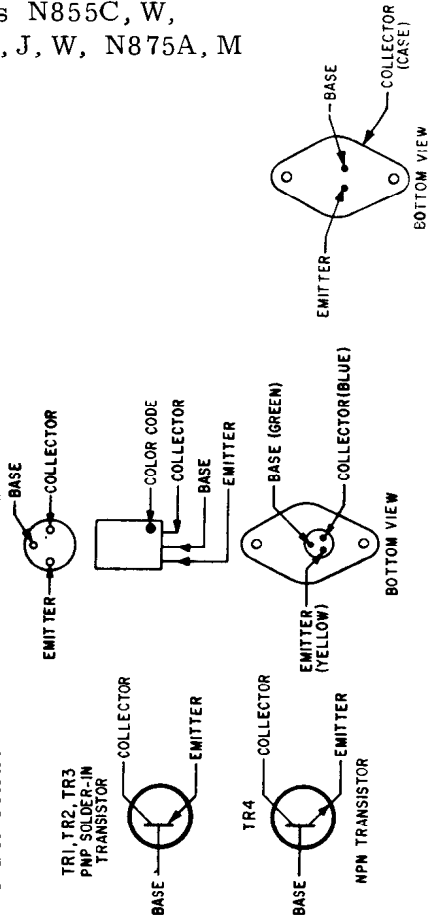 s N855C, W,
, J, W, N875A, M
BASE
COLLECTOR
(CASE)
EMITTER
BOTTOM VIEW
BASE
COLLECTOR
EMITTER
COLOR CODE
COLLECTOR
BASE
EMITTER
BASE (GREEN)
COLLECTOR(BLUE)
EMITTER
(YELLOW)
BOTTOM VIEW
TR1, TR2, TR3
PNP SOLDER-IN
TRANSISTOR
COLLECTOR
BASE
EMITTER
TR4
COLLECTOR
BASE
EMITTER
NPN TRANSISTOR